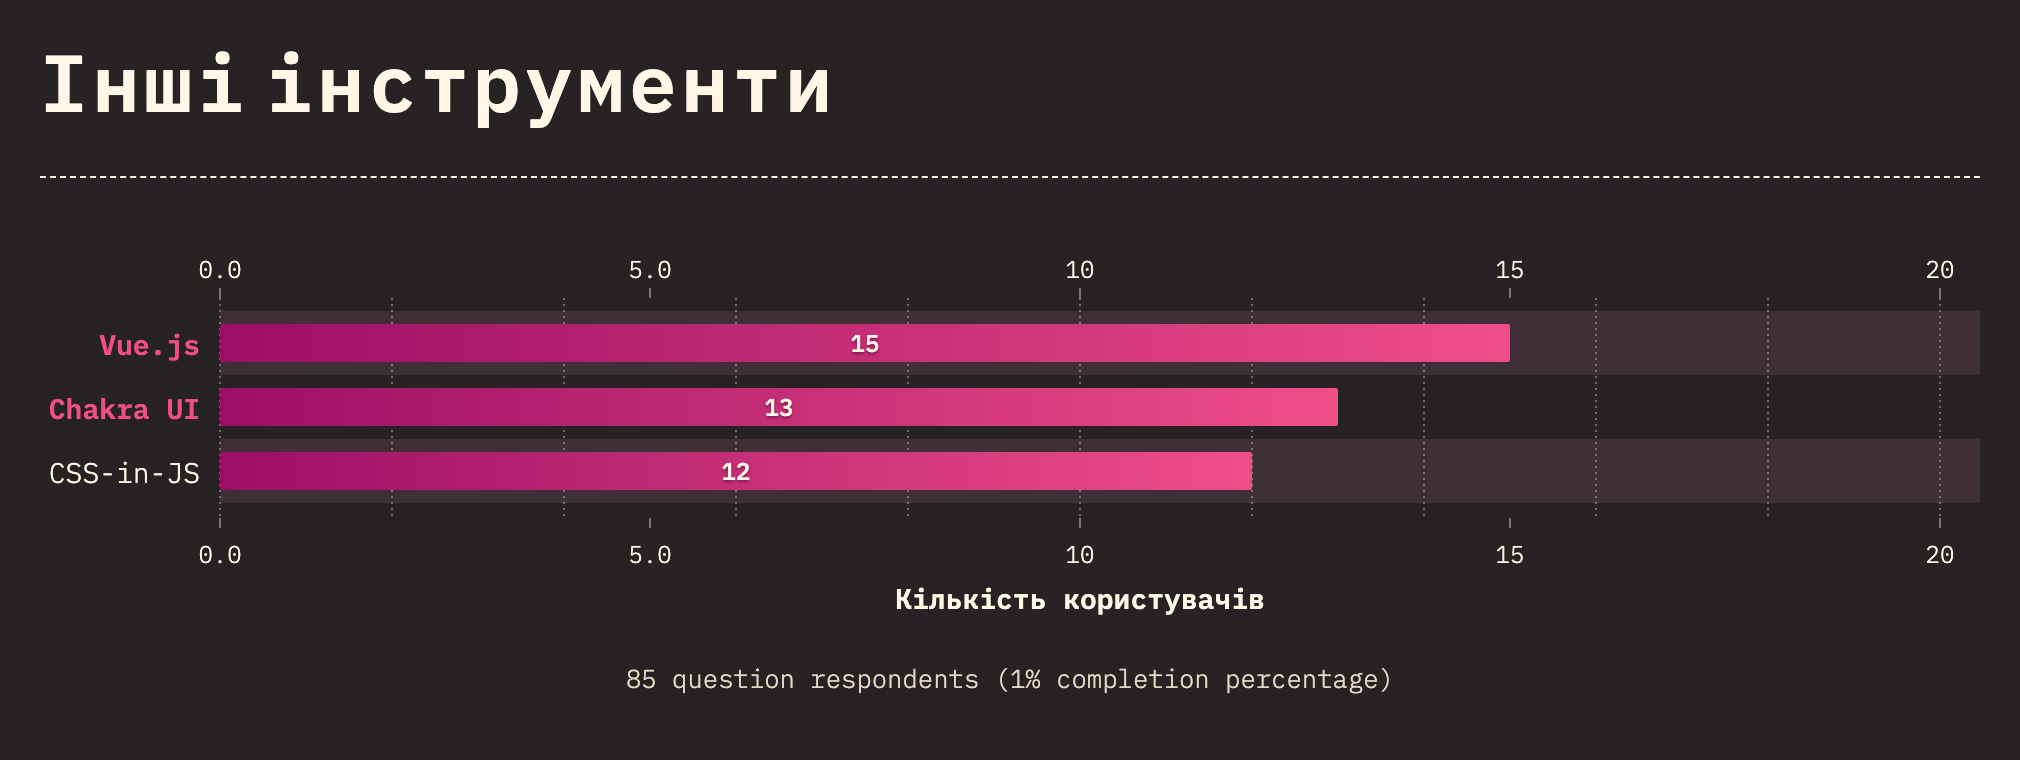 Інші інструменти
0.0 5.0 10 15 20
Vue.js 15
Chakra UI 13
CSS-in-JS 12
0.0 5.0 10 15 20
Кількість користувачів
85 question respondents (1% completion percentage)